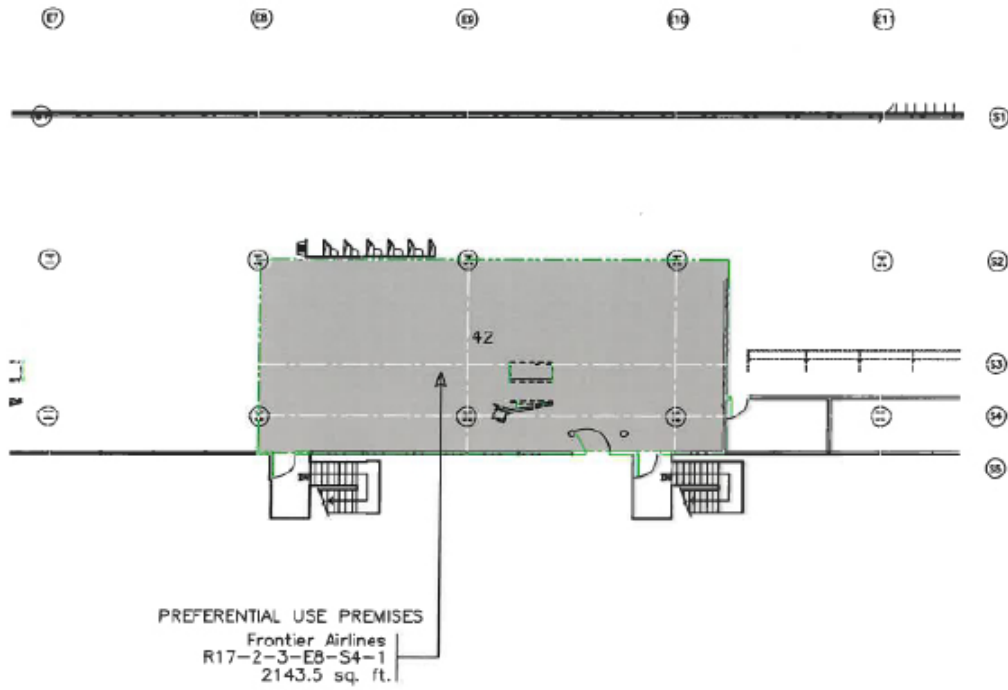 E7 E8 E9 E10 E11
S1
S2
42
S3
S4
S5
PREFERENTIAL USE PREMISES
Frontier Airlines
R17-2-3-E8-S4-1
2143.5 sq. ft.